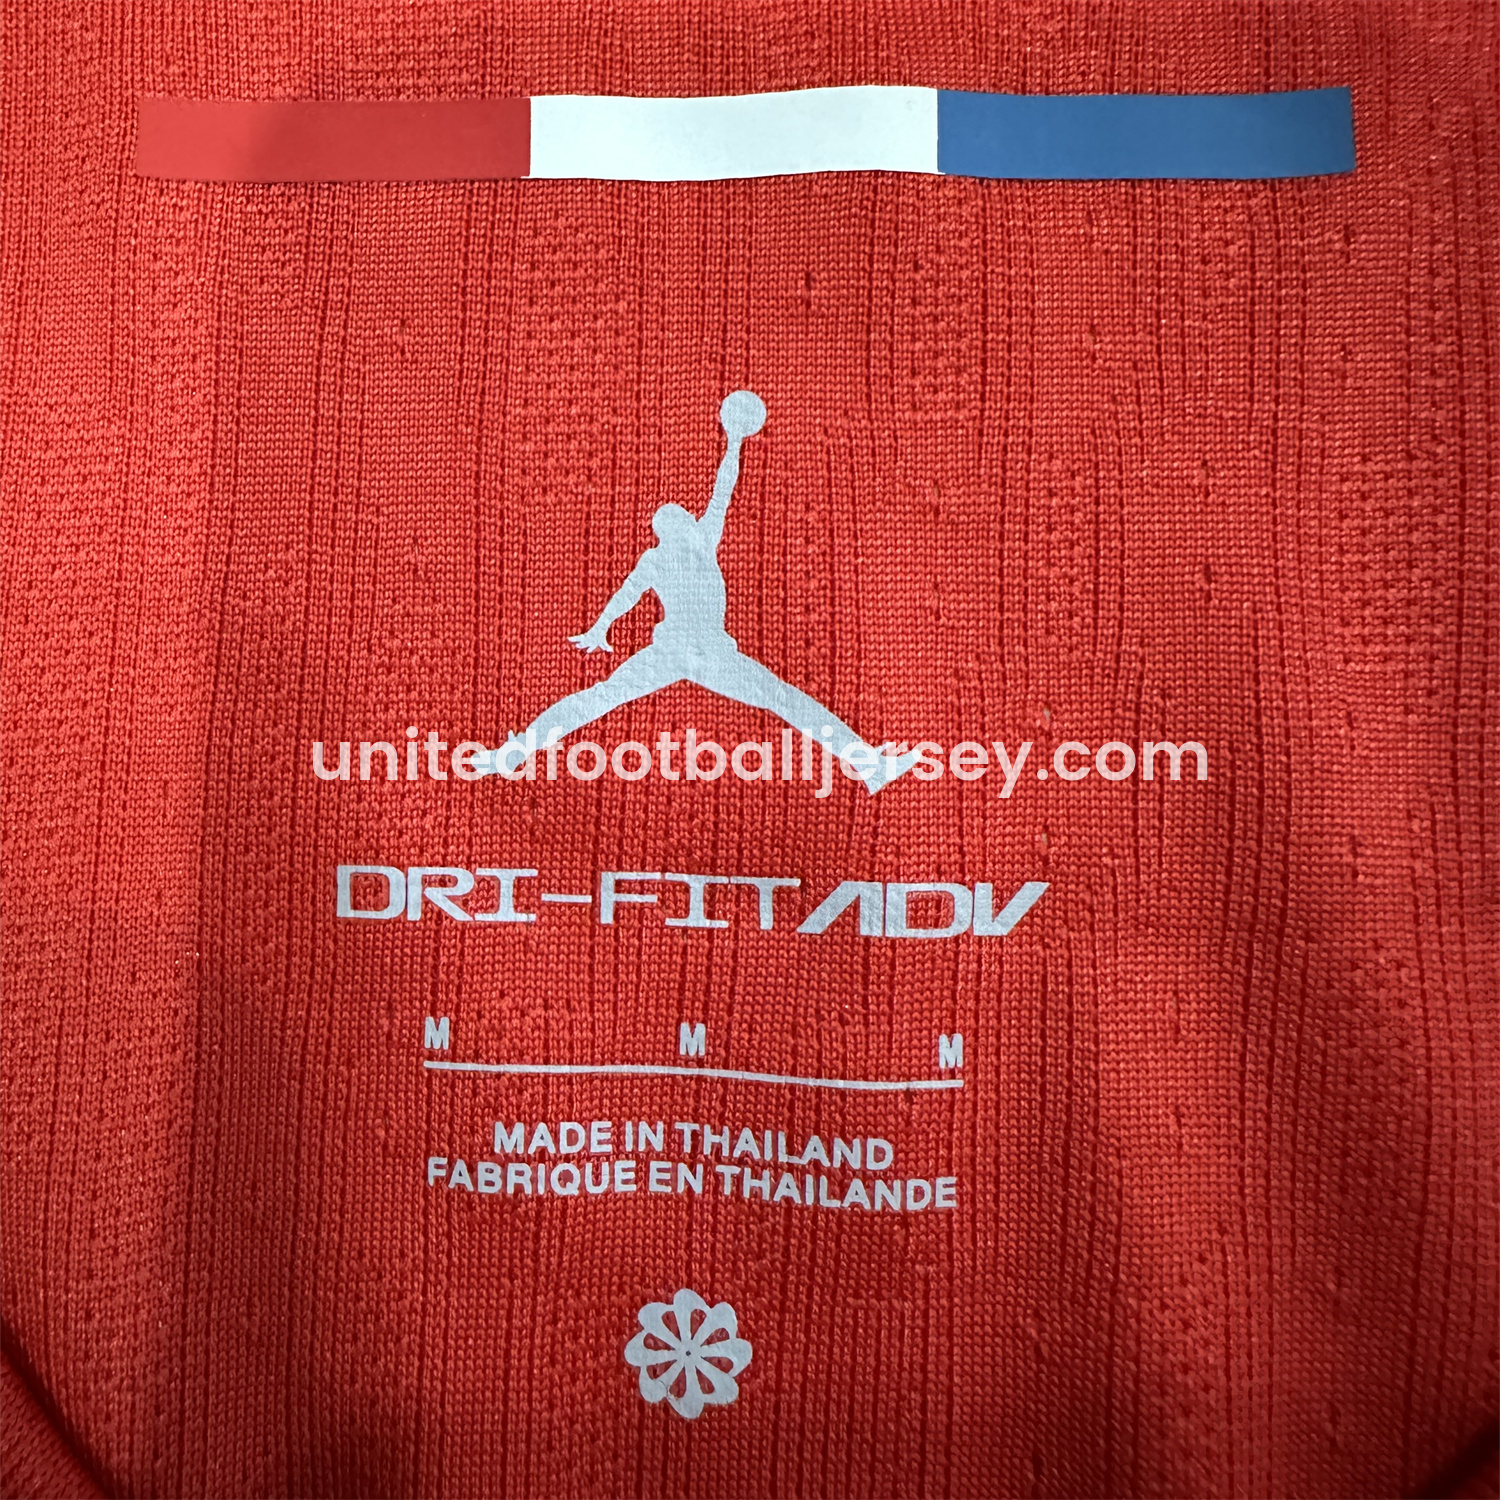 unitedfootballjersey.com
DRI-FIT ADV
M M M
MADE IN THAILAND
FABRIQUE EN THAILANDE